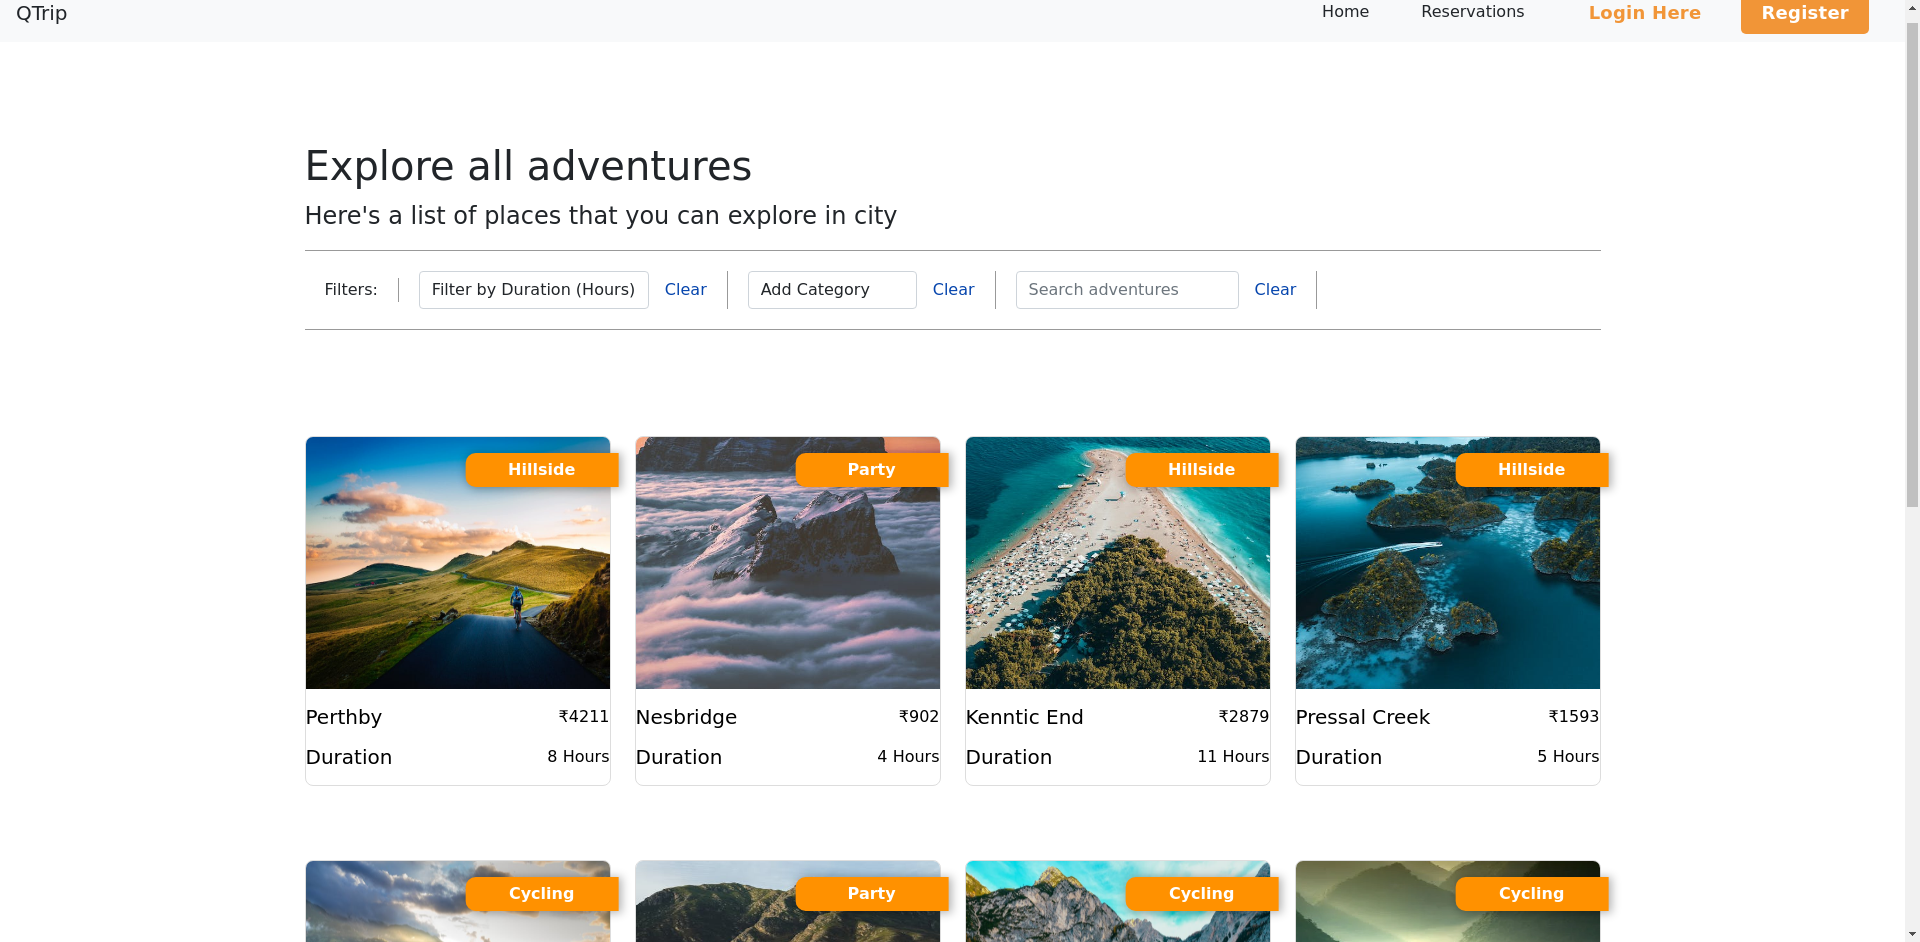 QTrip Home Reservations Login Here Register
Explore all adventures
Here's a list of places that you can explore in city
Filters: Filter by Duration (Hours) Clear Add Category Clear Search adventures Clear
Hillside Party Hillside Hillside
Perthby ₹4211 Nesbridge ₹902 Kenntic End ₹2879 Pressal Creek ₹1593
Duration 8 Hours Duration 4 Hours Duration 11 Hours Duration 5 Hours
Cycling Party Cycling Cycling